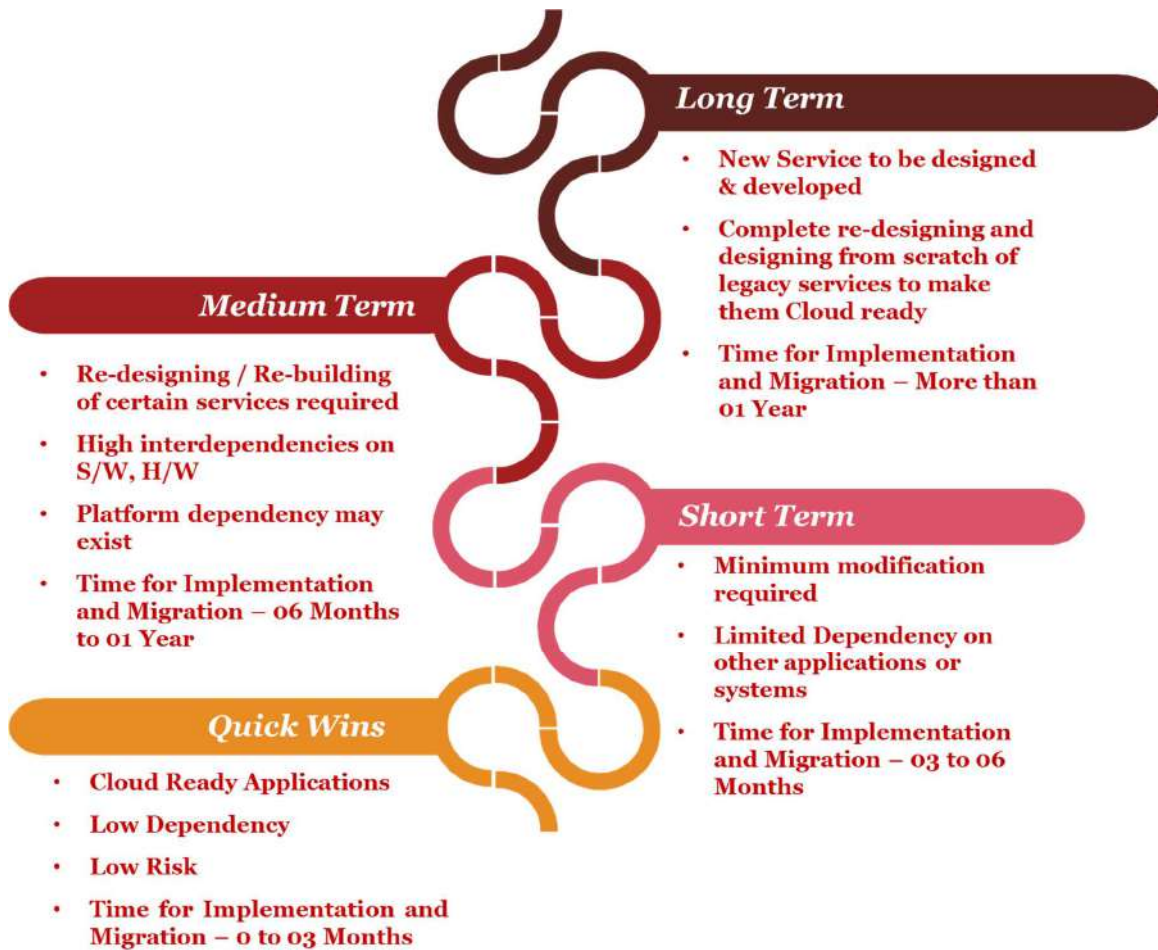 Long Term
• New Service to be designed
& developed
• Complete re-designing and
designing from scratch of
legacy services to make
them Cloud ready
• Time for Implementation
and Migration – More than
01 Year
Medium Term
• Re-designing / Re-building
of certain services required
• High interdependencies on
S/W, H/W
• Platform dependency may
exist
• Time for Implementation
and Migration – 06 Months
to 01 Year
Short Term
• Minimum modification
required
• Limited Dependency on
other applications or
systems
• Time for Implementation
and Migration – 03 to 06
Months
Quick Wins
• Cloud Ready Applications
• Low Dependency
• Low Risk
• Time for Implementation and
Migration – 0 to 03 Months